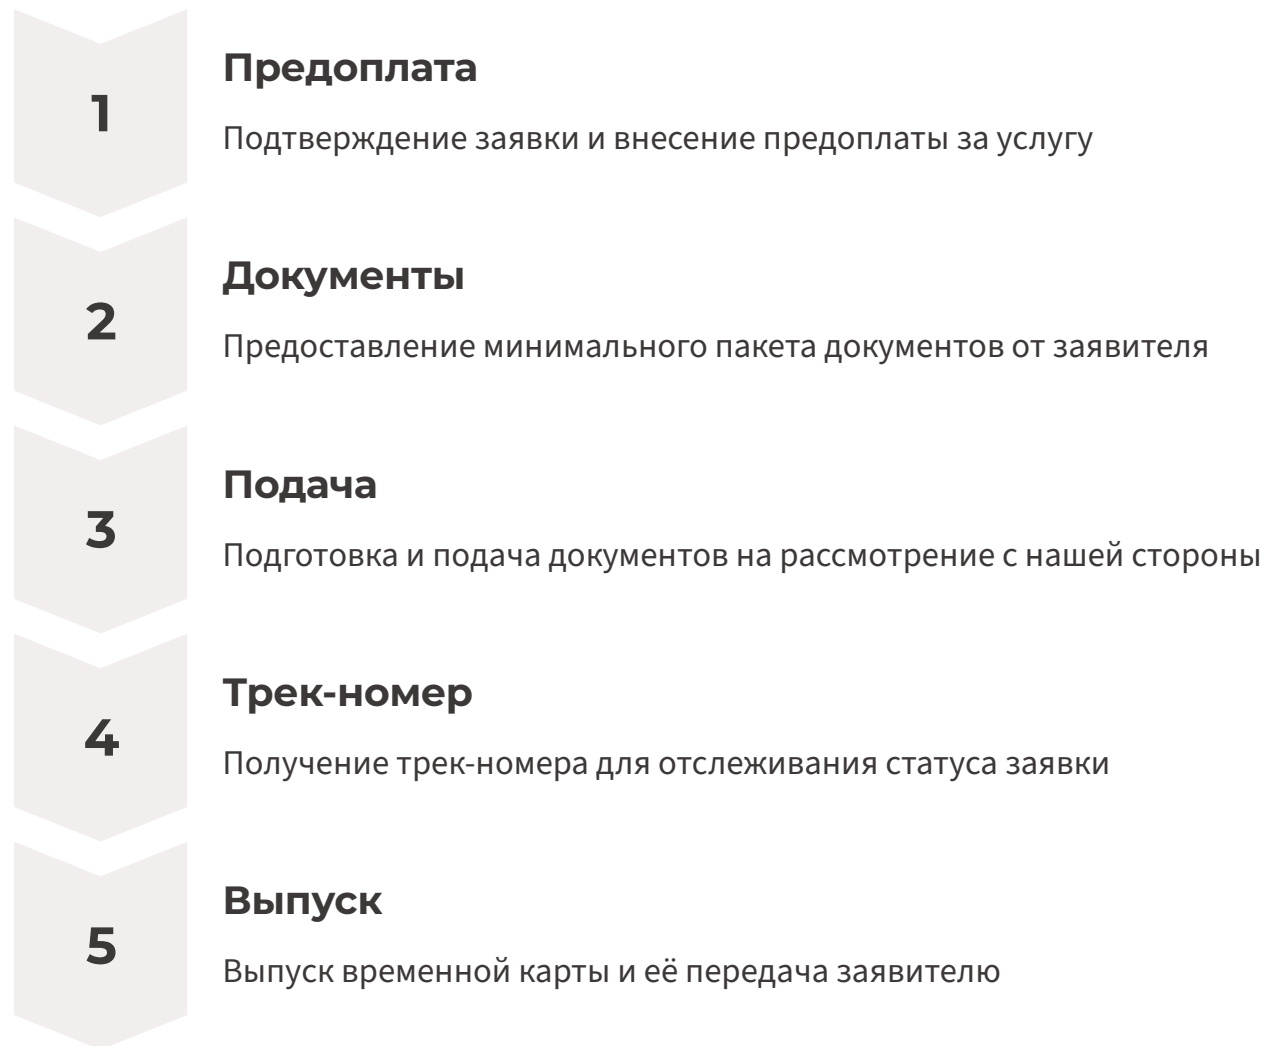 1
Предоплата
Подтверждение заявки и внесение предоплаты за услугу
2
Документы
Предоставление минимального пакета документов от заявителя
3
Подача
Подготовка и подача документов на рассмотрение с нашей стороны
4
Трек-номер
Получение трек-номера для отслеживания статуса заявки
5
Выпуск
Выпуск временной карты и её передача заявителю